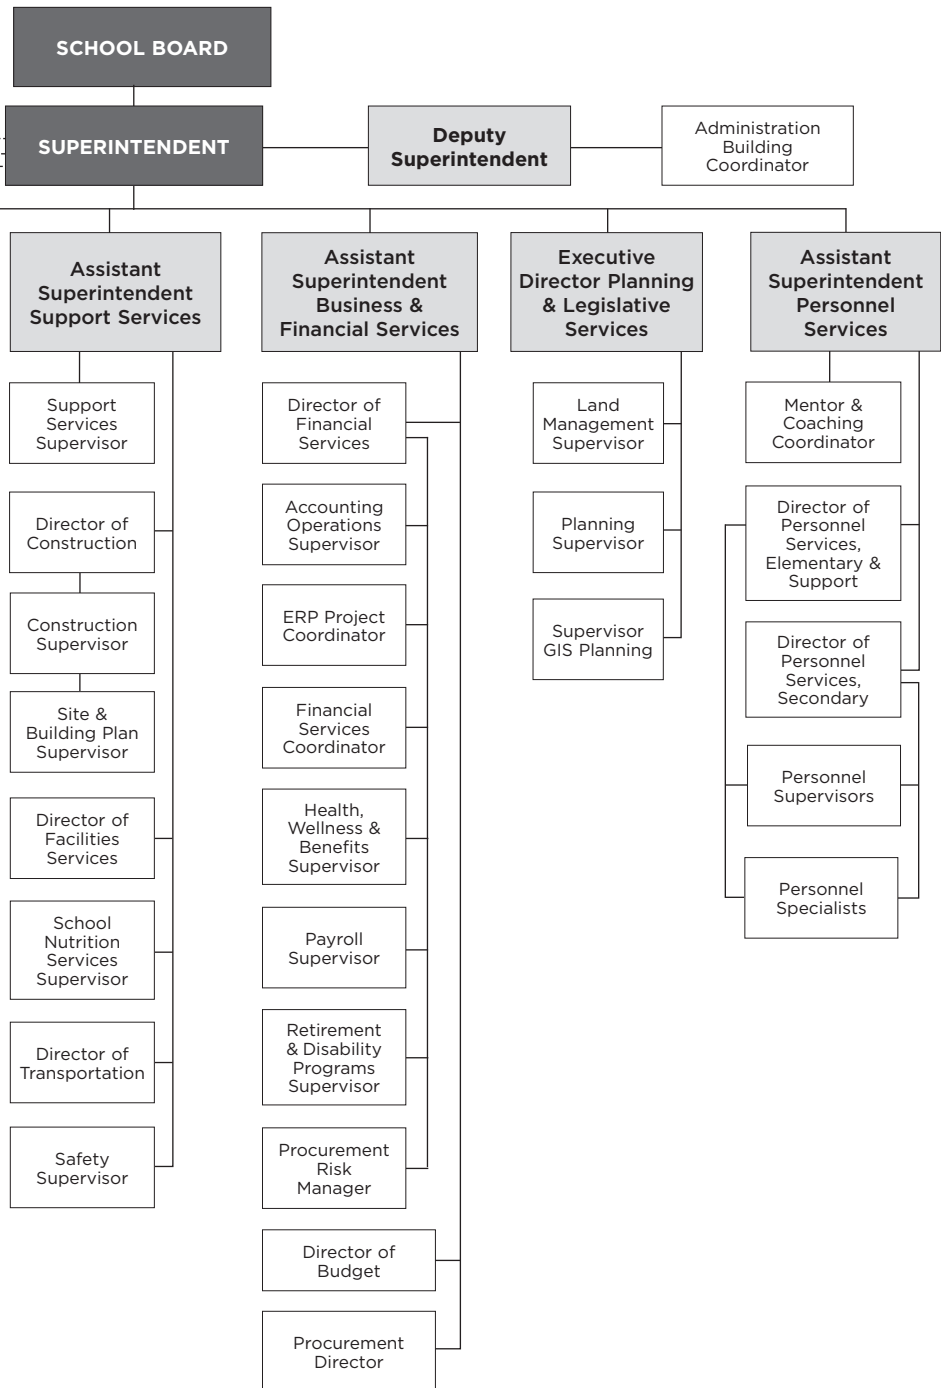 SCHOOL BOARD
SUPERINTENDENT
Deputy
Superintendent
Administration
Building
Coordinator
Assistant
Superintendent
Support Services
Support
Services
Supervisor
Director of
Construction
Construction
Supervisor
Site &
Building Plan
Supervisor
Director of
Facilities
Services
School
Nutrition
Services
Supervisor
Director of
Transportation
Safety
Supervisor
Assistant
Superintendent
Business &
Financial Services
Director of
Financial
Services
Accounting
Operations
Supervisor
ERP Project
Coordinator
Financial
Services
Coordinator
Health,
Wellness &
Benefits
Supervisor
Payroll
Supervisor
Retirement
& Disability
Programs
Supervisor
Procurement
Risk
Manager
Director of
Budget
Procurement
Director
Executive
Director Planning
& Legislative
Services
Land
Management
Supervisor
Planning
Supervisor
Supervisor
GIS Planning
Assistant
Superintendent
Personnel
Services
Mentor &
Coaching
Coordinator
Director of
Personnel
Services,
Elementary &
Support
Director of
Personnel
Services,
Secondary
Personnel
Supervisors
Personnel
Specialists